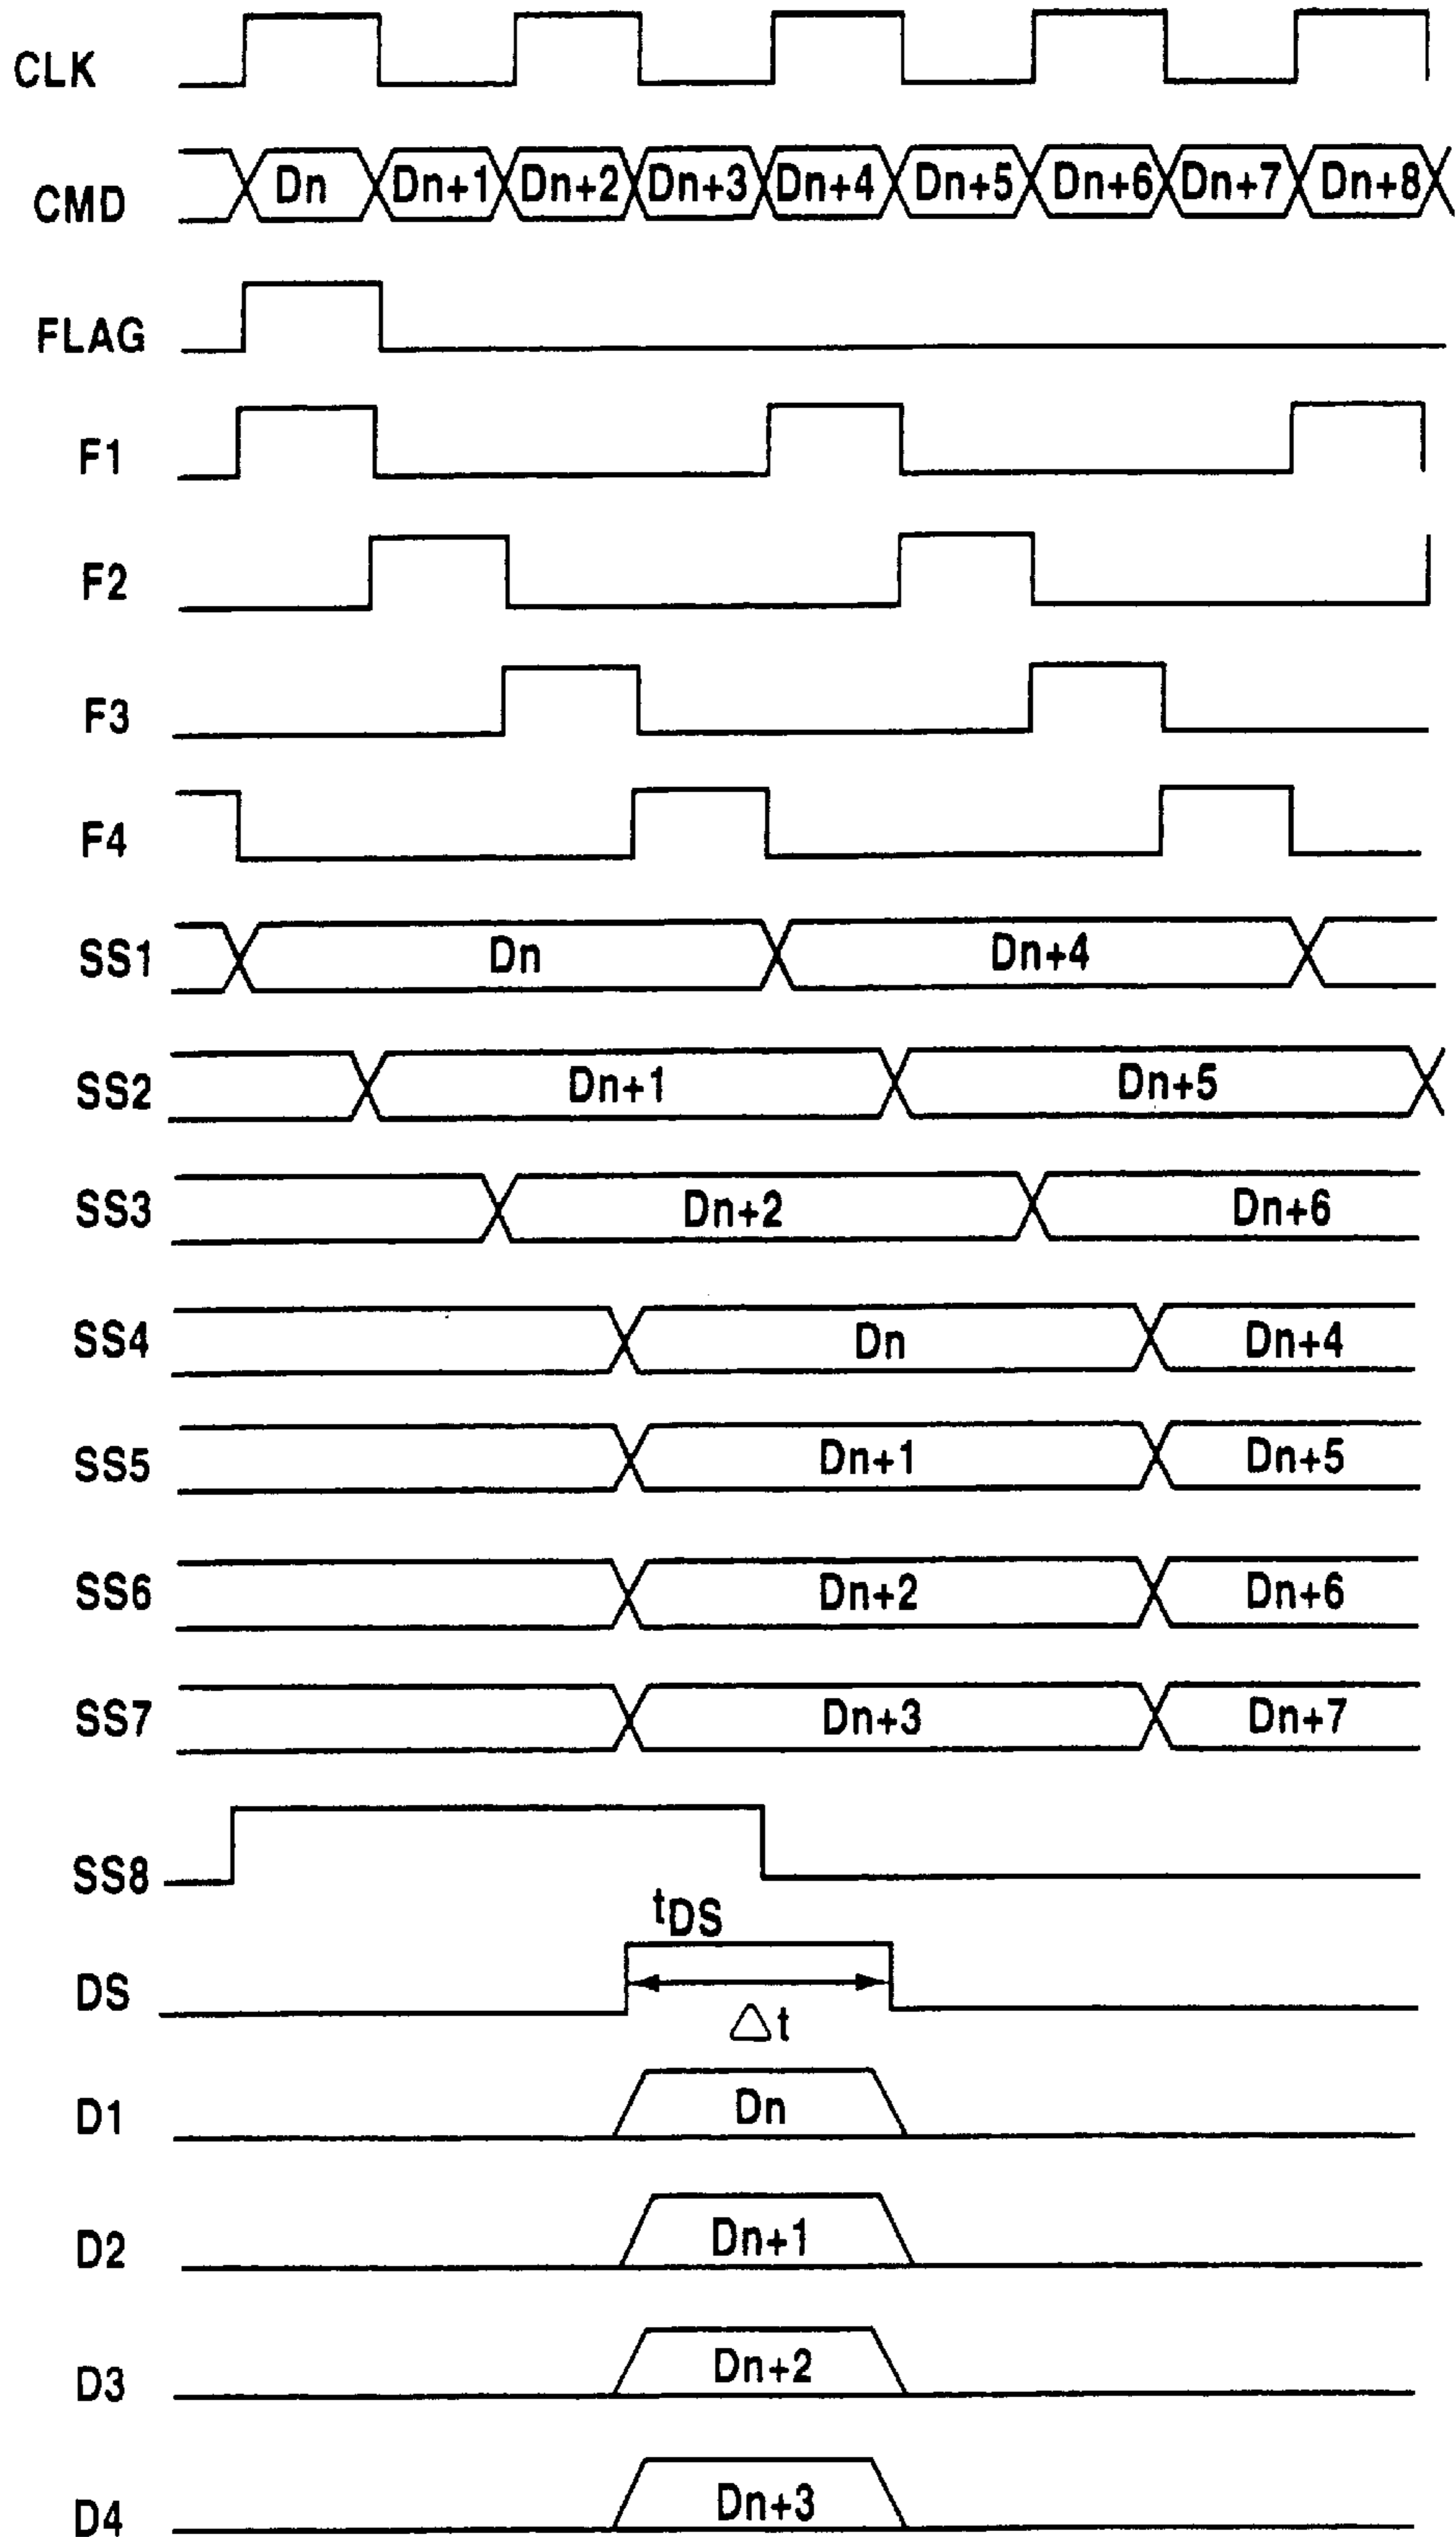 CLK
CMD Dn Dn+1 Dn+2 Dn+3 Dn+4 Dn+5 Dn+6 Dn+7 Dn+8
FLAG
F1
F2
F3
F4
SS1 Dn Dn+4
SS2 Dn+1 Dn+5
SS3 Dn+2 Dn+6
SS4 Dn Dn+4
SS5 Dn+1 Dn+5
SS6 Dn+2 Dn+6
SS7 Dn+3 Dn+7
SS8
tDS
DS
△t
D1 Dn
D2 Dn+1
D3 Dn+2
D4 Dn+3